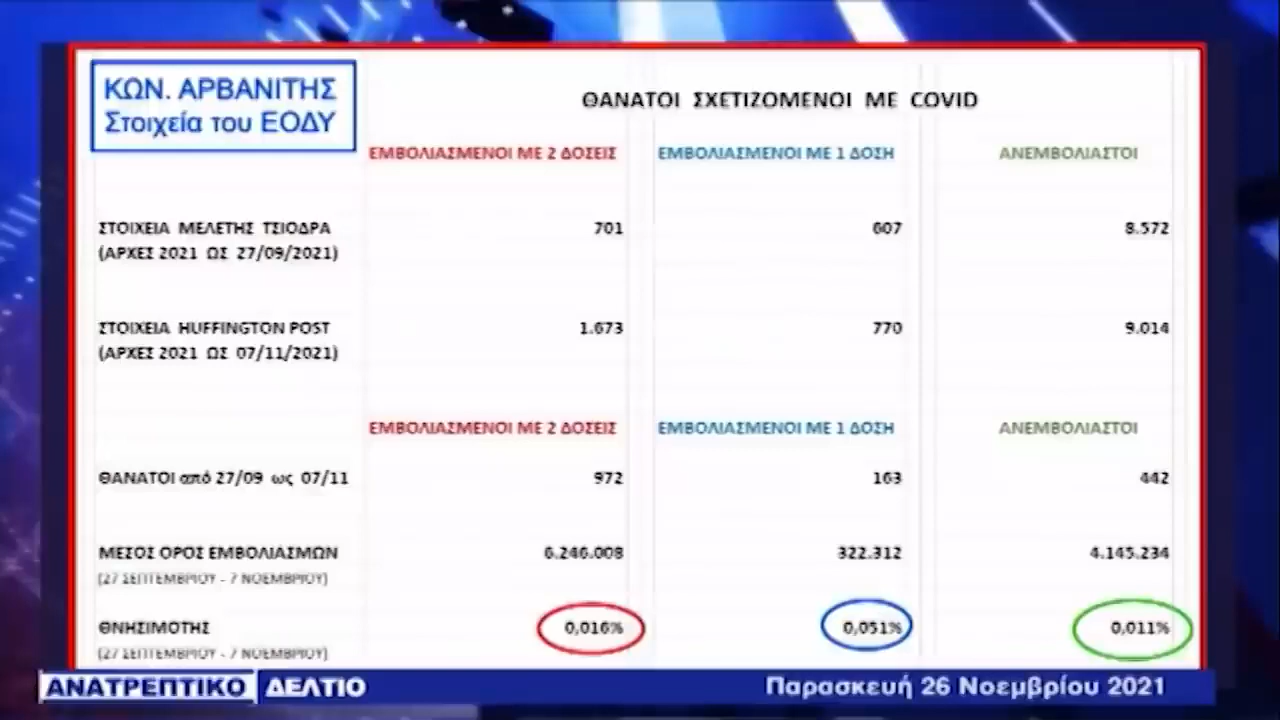 ΚΩΝ. ΑΡΒΑΝΙΤΗΣ
Στοιχεία του ΕΟΔΥ
ΘΑΝΑΤΟΙ ΣΧΕΤΙΖΟΜΕΝΟΙ ΜΕ COVID
ΕΜΒΟΛΙΑΣΜΕΝΟΙ ΜΕ 2 ΔΟΣΕΙΣ ΕΜΒΟΛΙΑΣΜΕΝΟΙ ΜΕ 1 ΔΟΣΗ ΑΝΕΜΒΟΛΙΑΣΤΟΙ
ΣΤΟΙΧΕΙΑ ΜΕΛΕΤΗΣ ΤΣΙΟΔΡΑ 701 607 8.572
(ΑΡΧΕΣ 2021 ΩΣ 27/09/2021)
ΣΤΟΙΧΕΙΑ HUFFINGTON POST 1.673 770 9.014
(ΑΡΧΕΣ 2021 ΩΣ 07/11/2021)
ΕΜΒΟΛΙΑΣΜΕΝΟΙ ΜΕ 2 ΔΟΣΕΙΣ ΕΜΒΟΛΙΑΣΜΕΝΟΙ ΜΕ 1 ΔΟΣΗ ΑΝΕΜΒΟΛΙΑΣΤΟΙ
ΘΑΝΑΤΟΙ από 27/09 ως 07/11 972 163 442
ΜΕΣΟΣ ΟΡΟΣ ΕΜΒΟΛΙΑΣΜΩΝ 6.246.008 322.312 4.145.234
(27 ΣΕΠΤΕΜΒΡΙΟΥ - 7 ΝΟΕΜΒΡΙΟΥ)
ΘΝΗΣΙΜΟΤΗΣ 0,016% 0,051% 0,011%
(27 ΣΕΠΤΕΜΒΡΙΟΥ - 7 ΝΟΕΜΒΡΙΟΥ)
ΑΝΑΤΡΕΠΤΙΚΟ ΔΕΛΤΙΟ Παρασκευή 26 Νοεμβρίου 2021